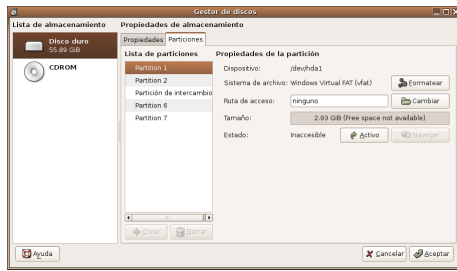 Gestor de discos
Lista de almacenamiento
Disco duro
55.89 GiB
CDROM
Propiedades de almacenamiento
Propiedades
Particiones
Lista de particiones
Partition 1
Partition 2
Partición de intercambio
Partition 6
Partition 7
Crear
Borrar
Propiedades de la partición
Dispositivo: /dev/hda1
Sistema de archivo: Windows Virtual FAT (vfat)
Formatear
Ruta de acceso: ninguno
Cambiar
Tamaño: 2.93 GiB (Free space not available)
Estado: Inaccesible
Activo
Navegar
Ayuda
Cancelar
Aceptar